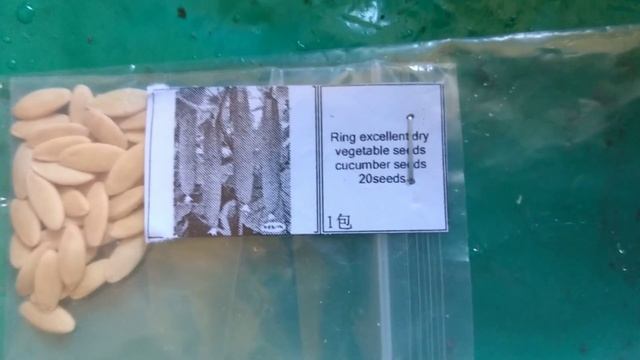 Ring excellent dry
vegetable seeds
cucumber seeds
20seeds
1包